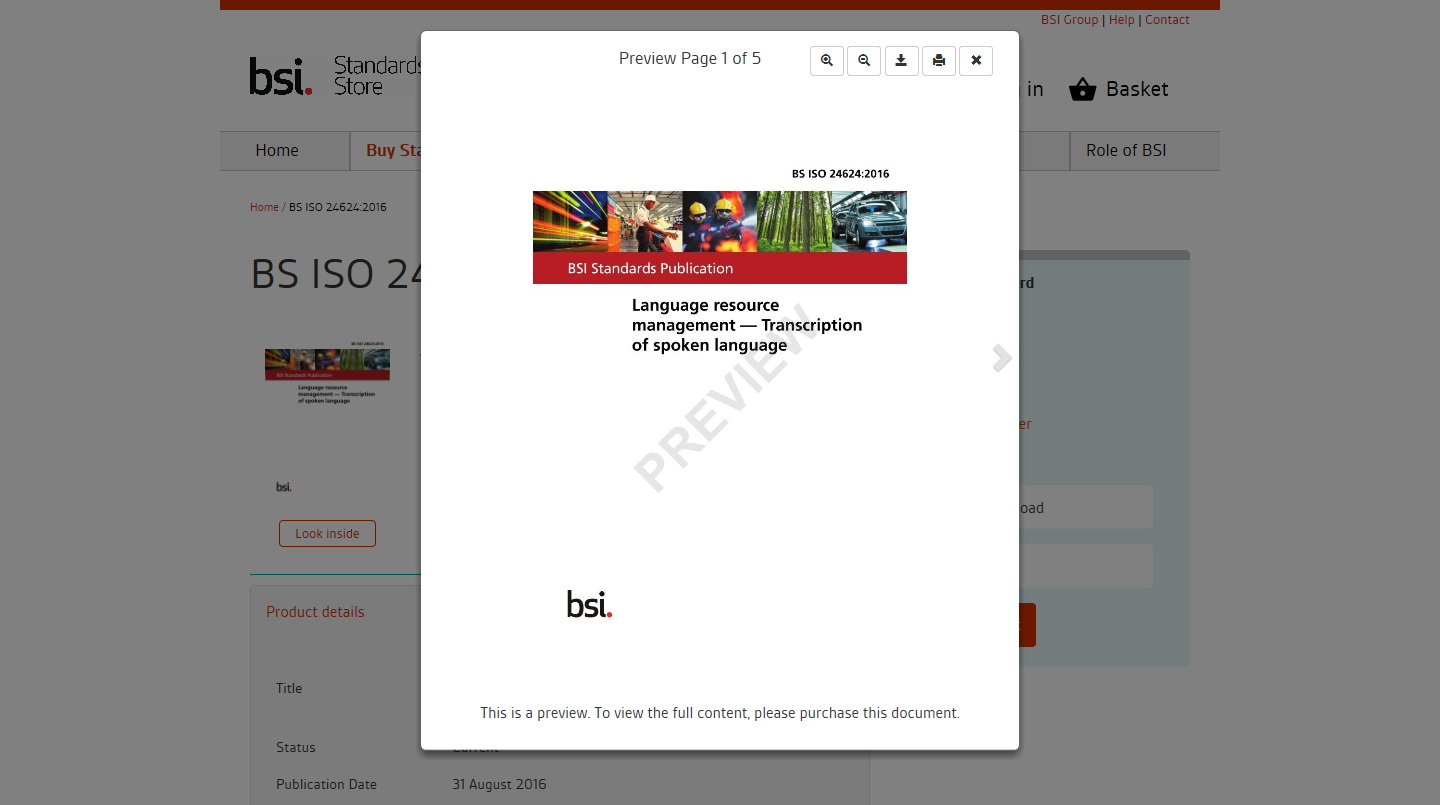 BSI Group | Help | Contact
bsi. Standards
Store
in
Basket
Home
Buy Sta
Role of BSI
Home / BS ISO 24624:2016
BS ISO 24
BS ISO 24624:2016
BSI Standards Publication
Language resource
management — Transcription
of spoken language
bsi.
Look inside
Product details
Title
Status
Current
Publication Date
31 August 2016
Preview Page 1 of 5
BS ISO 24624:2016
BSI Standards Publication
Language resource
management — Transcription
of spoken language
PREVIEW
bsi.
This is a preview. To view the full content, please purchase this document.
rd
er
oad